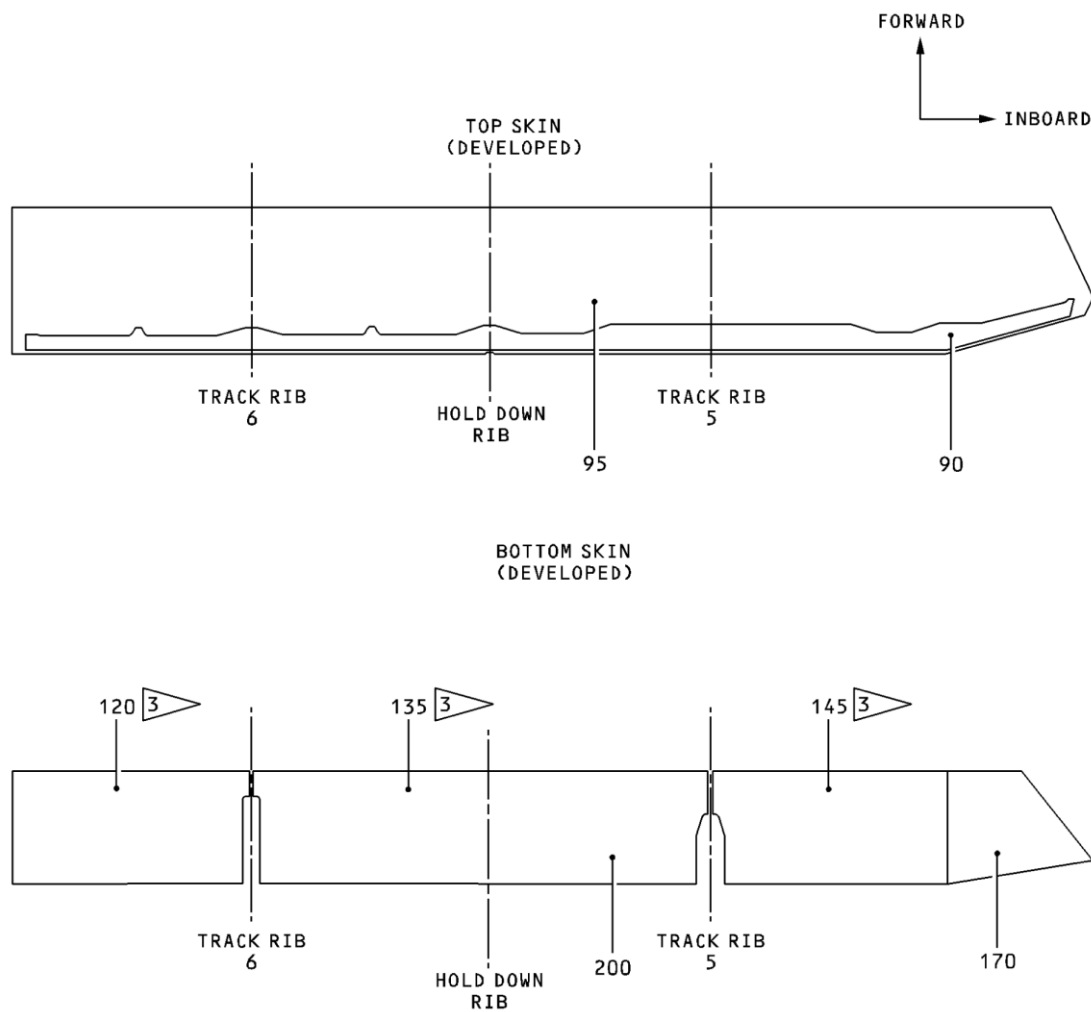 FORWARD
INBOARD
TOP SKIN
(DEVELOPED)
TRACK RIB
6
HOLD DOWN
RIB
TRACK RIB
5
95
90
BOTTOM SKIN
(DEVELOPED)
120 3
135 3
145 3
TRACK RIB
6
HOLD DOWN
RIB
200
TRACK RIB
5
170